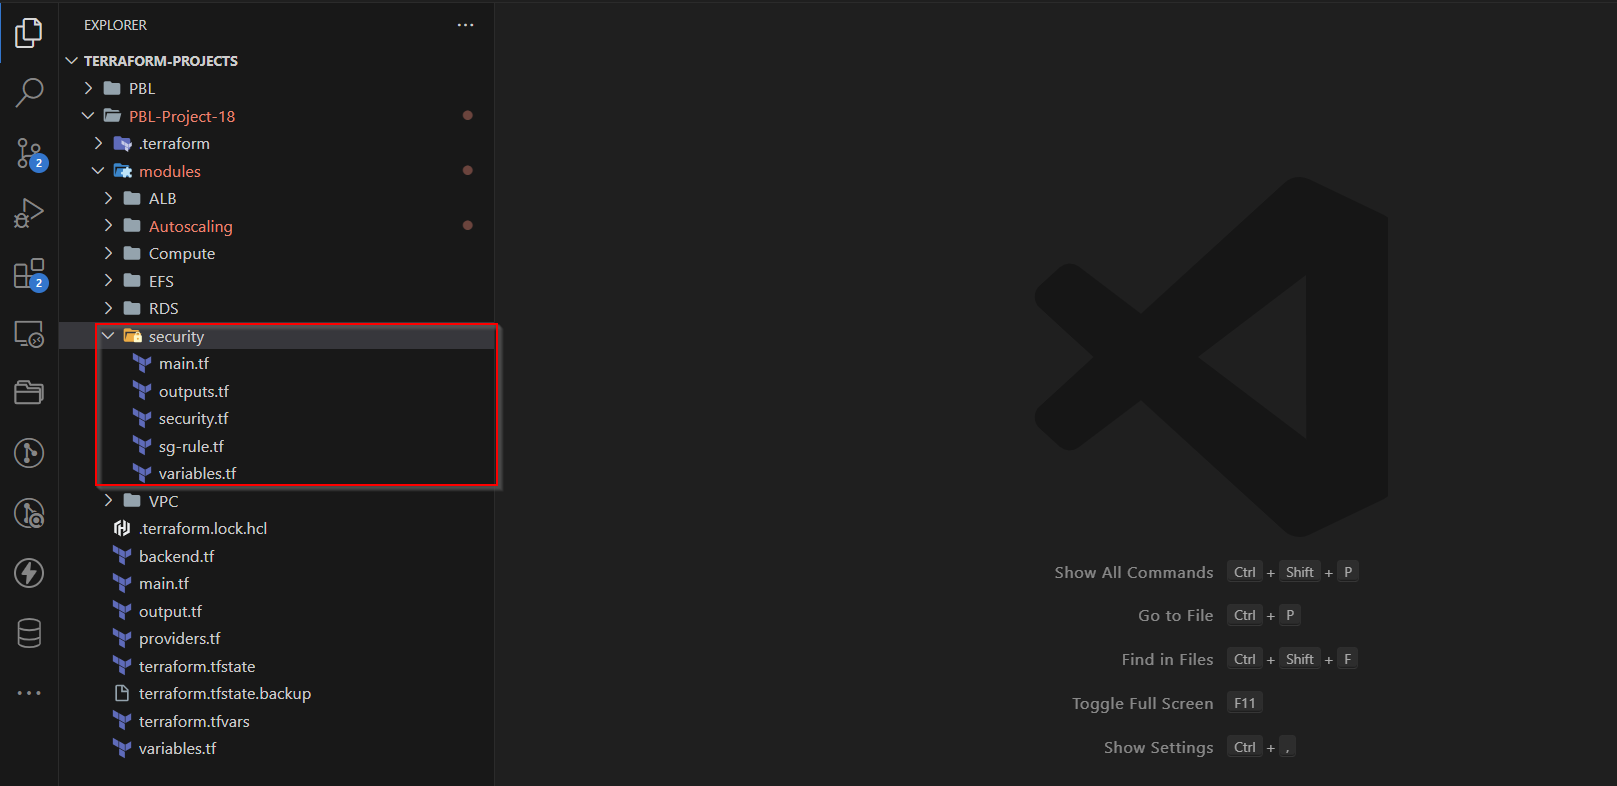 EXPLORER
TERRAFORM-PROJECTS
PBL
PBL-Project-18
.terraform
modules
ALB
Autoscaling
Compute
EFS
RDS
security
main.tf
outputs.tf
security.tf
sg-rule.tf
variables.tf
VPC
.terraform.lock.hcl
backend.tf
main.tf
output.tf
providers.tf
terraform.tfstate
terraform.tfstate.backup
terraform.tfvars
variables.tf
2
2
Show All Commands Ctrl + Shift + P
Go to File Ctrl + P
Find in Files Ctrl + Shift + F
Toggle Full Screen F11
Show Settings Ctrl + ,